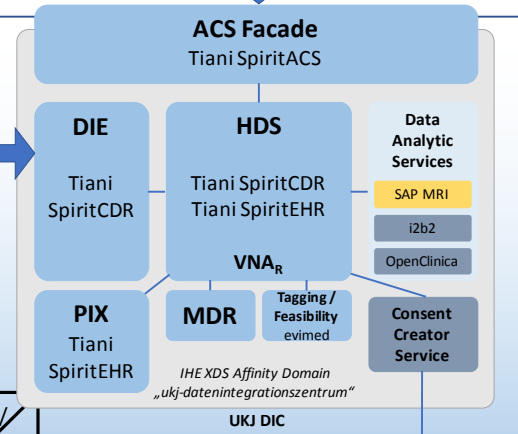 ACS Facade
Tiani SpiritACS
DIE
Tiani
SpiritCDR
HDS
Tiani SpiritCDR
Tiani SpiritEHR
VNAR
Data
Analytic
Services
SAP MRI
i2b2
OpenClinica
PIX
Tiani
SpiritEHR
MDR
Tagging /
Feasibility
evimed
Consent
Creator
Service
IHE XDS Affinity Domain
„ukj-datenintegrationszentrum“
UKJ DIC